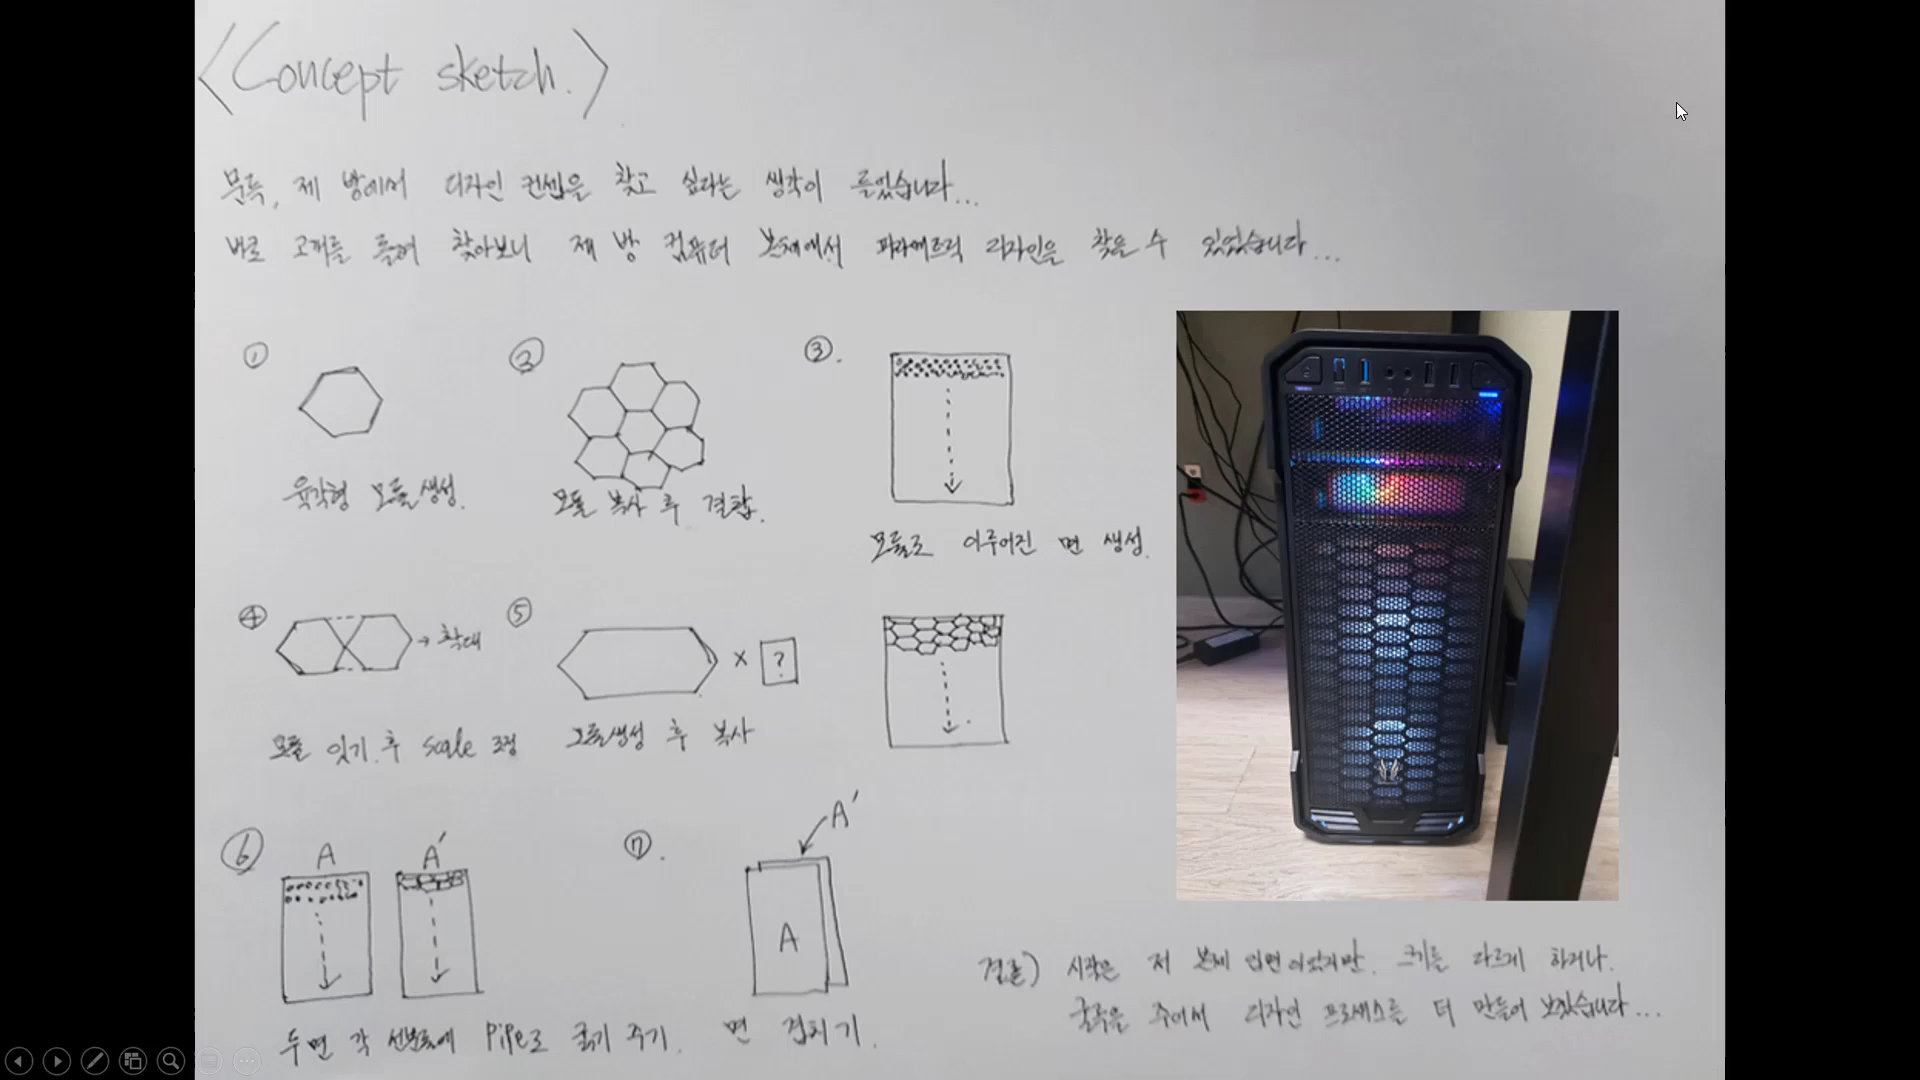 <Concept sketch.>
문득, 제 방에서 디자인 컨셉을 찾고 싶다는 생각이 들었습니다...
바로 고개를 돌려 찾아보니 제 방 컴퓨터 본체에서 파라메트릭 디자인을 찾을 수 있었습니다...
①
육각형 모듈 생성.
②
모듈 복사 후 결합.
③.
모듈로 이루어진 면 생성.
④
→ 확대
모듈 잇기 후 scale 조정
⑤
x ?
모듈생성 후 복사
⑥
A
A′
두면 각 선분들에 Pipe로 굵기 주기.
⑦.
A′
A
면 겹치기.
결론) 시작은 저 본체 입면이었지만. 크기를 다르게 하거나.
굴곡을 주어서 디자인 프로세스를 더 만들어 보겠습니다...